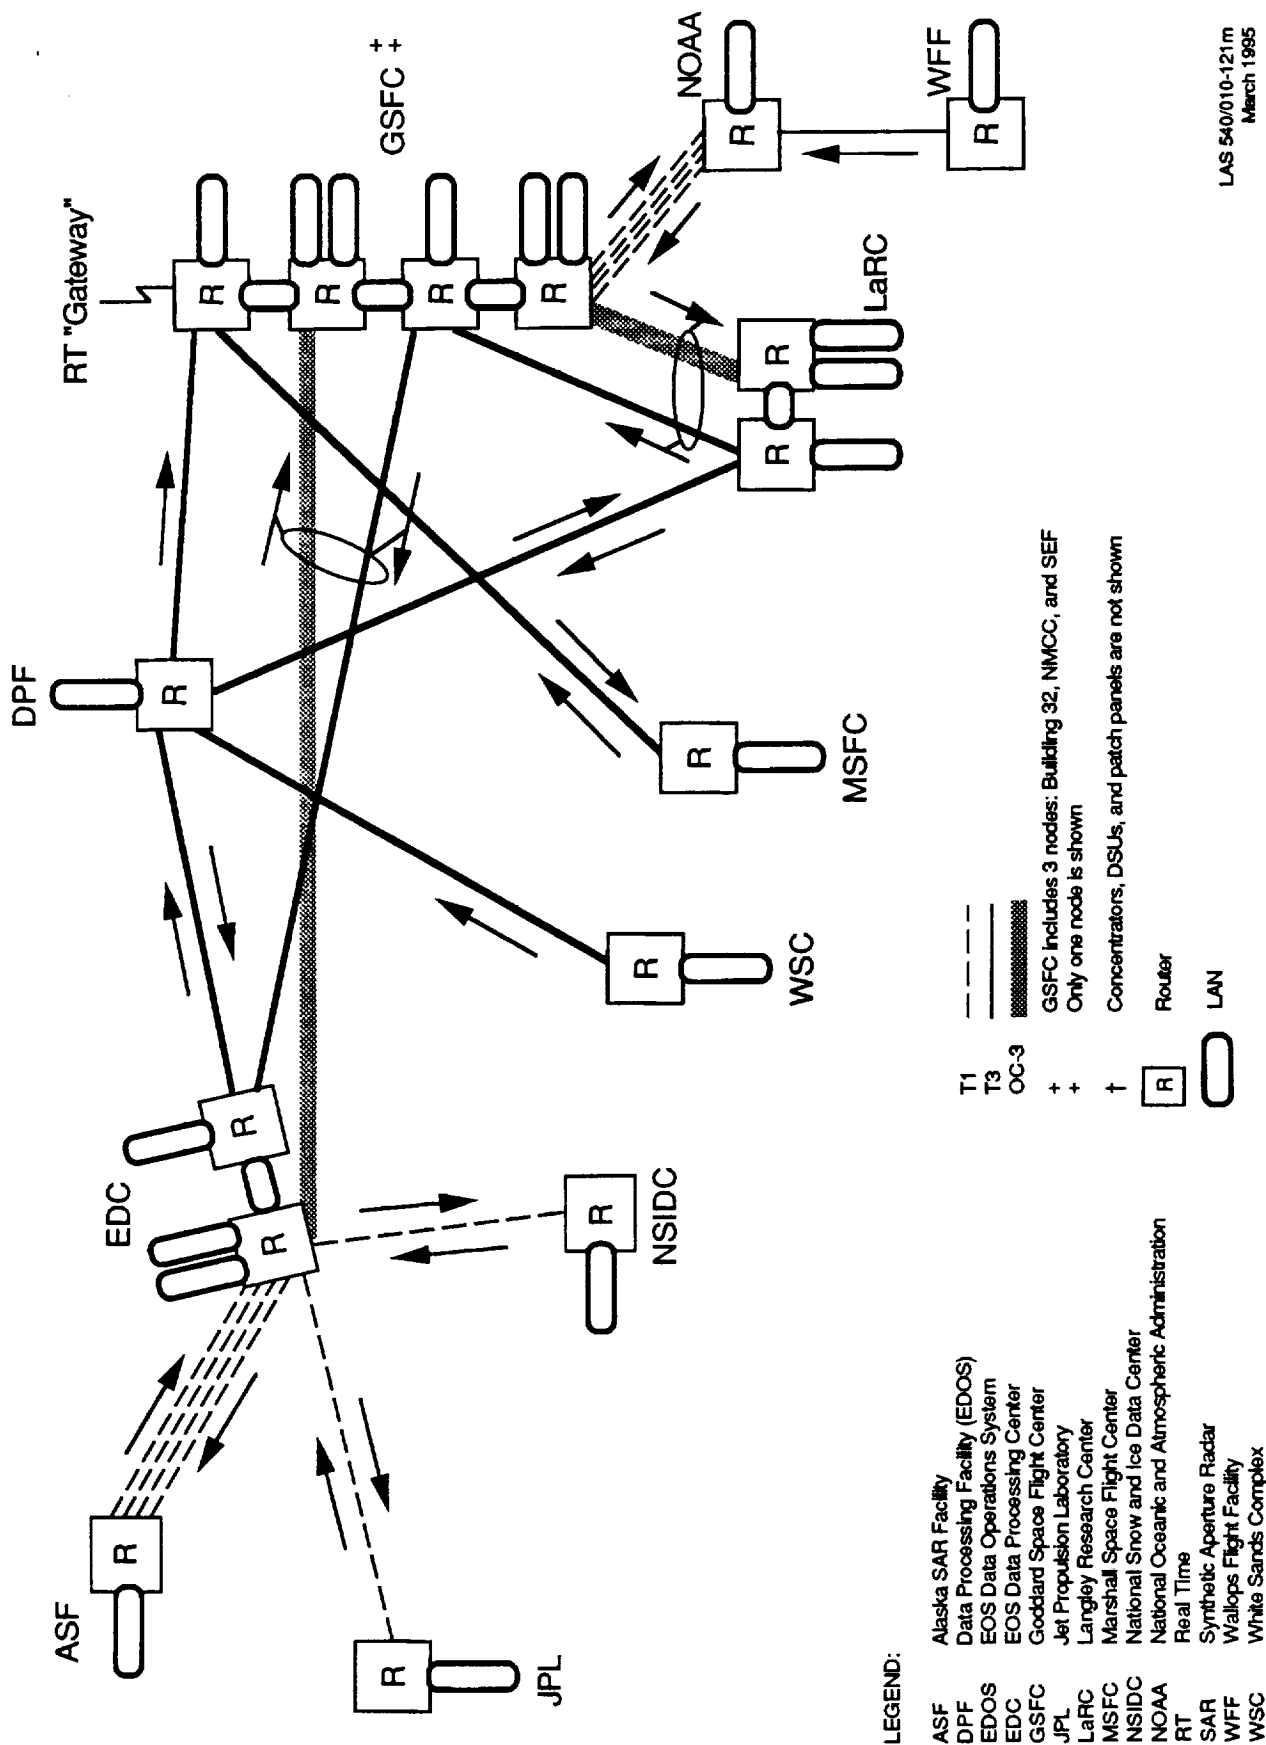 ASF
R
JPL
R
EDC
R
R
NSIDC
R
WSC
R
DPF
R
MSFC
R
RT "Gateway"
R
R
R
R
GSFC ++
LaRC
R
R
NOAA
R
WFF
R
LEGEND:
ASF Alaska SAR Facility
DPF Data Processing Facility (EDOS)
EDOS EOS Data Operations System
EDC EOS Data Processing Center
GSFC Goddard Space Flight Center
JPL Jet Propulsion Laboratory
LaRC Langley Research Center
MSFC Marshall Space Flight Center
NSIDC National Snow and Ice Data Center
NOAA National Oceanic and Atmospheric Administration
RT Real Time
SAR Synthetic Aperture Radar
WFF Wallops Flight Facility
WSC White Sands Complex
T1
T3
OC-3
+ GSFC includes 3 nodes: Building 32, NMCC, and SEF
+ Only one node is shown
† Concentrators, DSUs, and patch panels are not shown
R Router
LAN
LAS 540/010-121m
March 1995